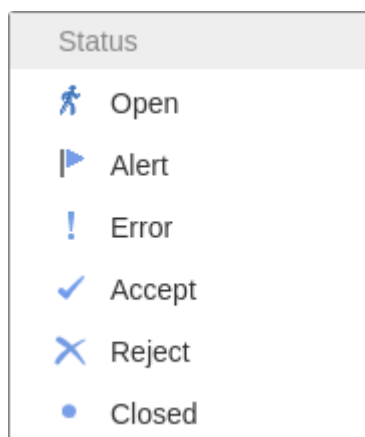 Status
Open
Alert
Error
Accept
Reject
Closed